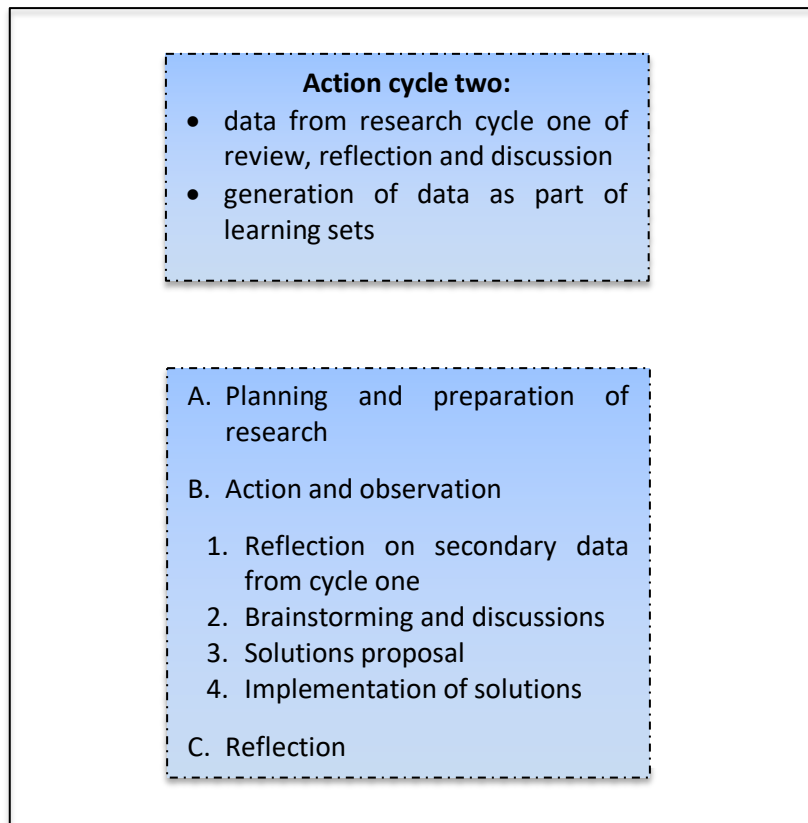 Action cycle two:
• data from research cycle one of
review, reflection and discussion
• generation of data as part of
learning sets
A. Planning and preparation of
research
B. Action and observation
1. Reflection on secondary data
from cycle one
2. Brainstorming and discussions
3. Solutions proposal
4. Implementation of solutions
C. Reflection